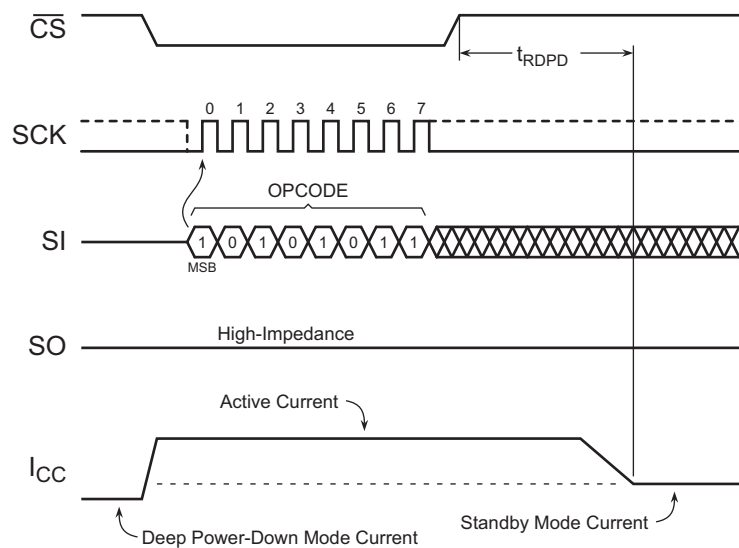 CS
tRDPD
0 1 2 3 4 5 6 7
SCK
OPCODE
SI
1 0 1 0 1 0 1 1
MSB
High-Impedance
SO
Active Current
ICC
Standby Mode Current
Deep Power-Down Mode Current